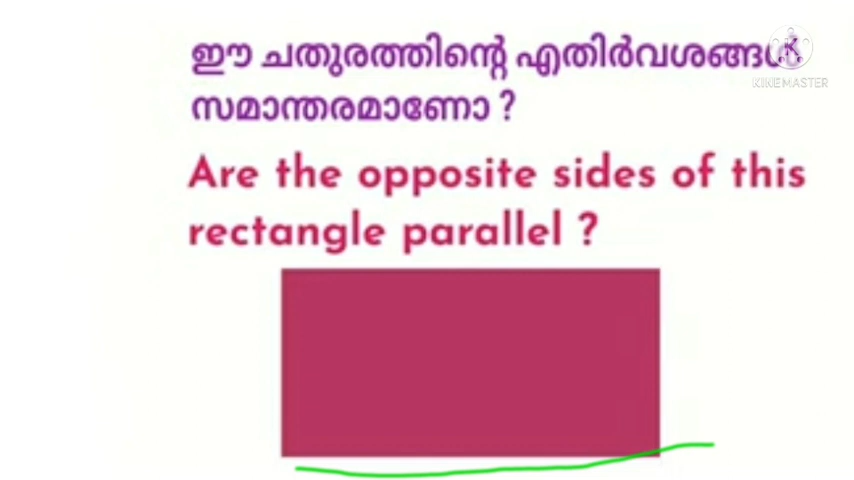 ഈ ചതുരത്തിന്റെ എതിർവശങ്ങൾ
സമാന്തരമാണോ ?
Are the opposite sides of this
rectangle parallel ?
K
KINEMASTER